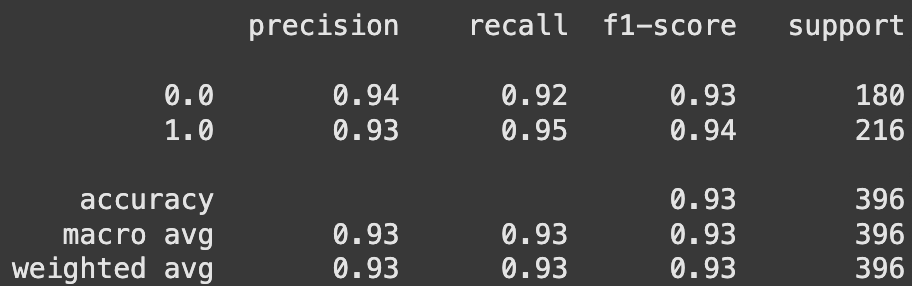 precision recall f1-score support
0.0 0.94 0.92 0.93 180
1.0 0.93 0.95 0.94 216
accuracy 0.93 396
macro avg 0.93 0.93 0.93 396
weighted avg 0.93 0.93 0.93 396